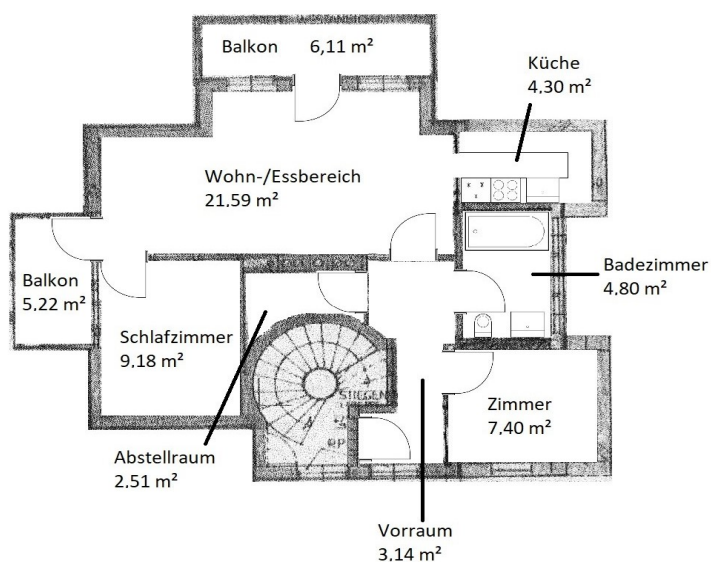 Balkon 6,11 m²
Küche
4,30 m²
Wohn-/Essbereich
21.59 m²
Badezimmer
4,80 m²
Balkon
5,22 m²
Schlafzimmer
9,18 m²
Zimmer
7,40 m²
Abstellraum
2,51 m²
Vorraum
3,14 m²